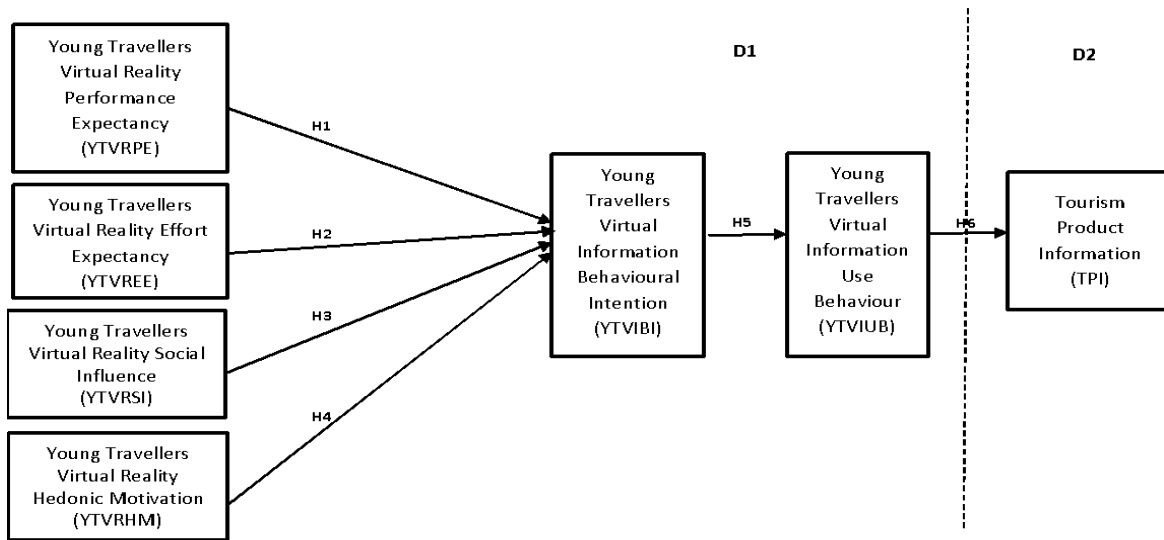 Young Travellers
Virtual Reality
Performance
Expectancy
(YTVRPE)
Young Travellers
Virtual Reality Effort
Expectancy
(YTVREE)
Young Travellers
Virtual Reality Social
Influence
(YTVRSI)
Young Travellers
Virtual Reality
Hedonic Motivation
(YTVRHM)
H1
H2
H3
H4
D1
Young
Travellers
Virtual
Information
Behavioural
Intention
(YTVIBI)
H5
Young
Travellers
Virtual
Information
Use
Behaviour
(YTVIUB)
H6
D2
Tourism
Product
Information
(TPI)